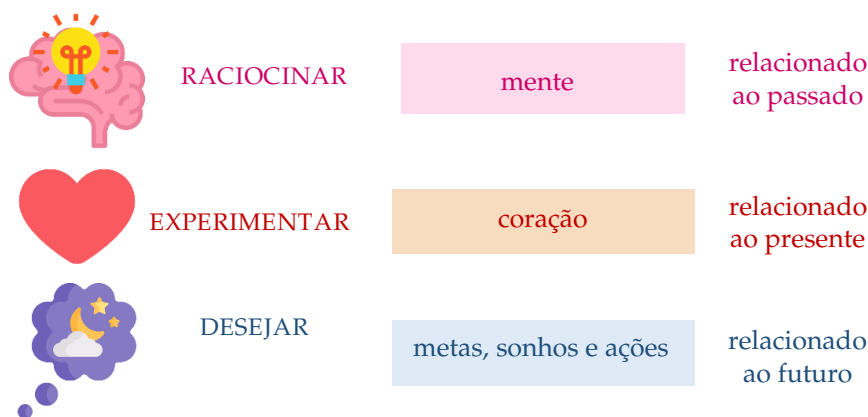 RACIOCINAR
mente
relacionado
ao passado
EXPERIMENTAR
coração
relacionado
ao presente
DESEJAR
metas, sonhos e ações
relacionado
ao futuro